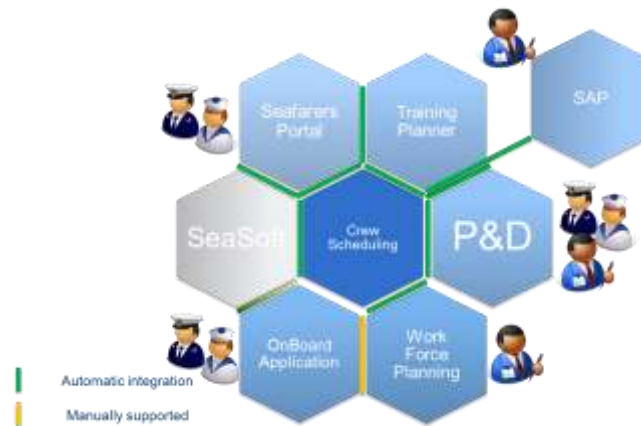 Seafarers
Portal
Training
Planner
SAP
SeaSoft
Crew
Scheduling
P&D
OnBoard
Application
Work
Force
Planning
Automatic integration
Manually supported